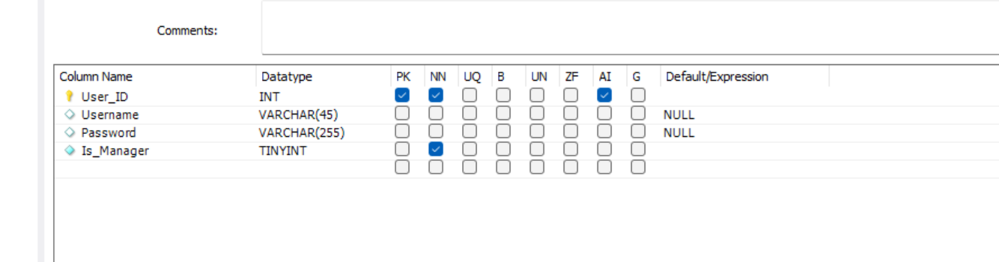 Comments:
Column Name Datatype PK NN UQ B UN ZF AI G Default/Expression
User_ID INT
Username VARCHAR(45) NULL
Password VARCHAR(255) NULL
Is_Manager TINYINT